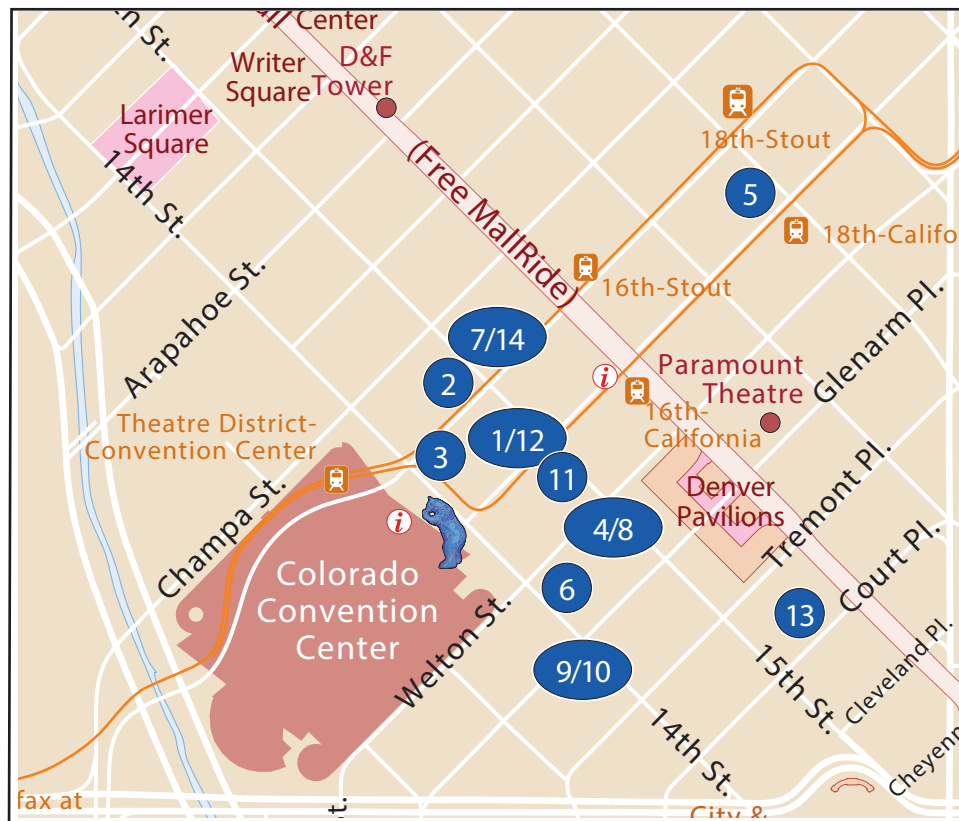 Center
Writer
Square
D&F
Tower
Larimer
Square
14th St.
(Free MallRide)
18th-Stout
5
18th-Califo
16th-Stout
Arapahoe St.
Glenarm Pl.
7/14
2
i
Paramount
Theatre
16th-
California
Theatre District-
Convention Center
1/12
3
11
Denver
Pavilions
4/8
Tremont Pl.
Champa St.
i
Colorado
Convention
Center
6
13
Court Pl.
Welton St.
9/10
15th St.
Cleveland Pl.
14th St.
Cheyenn
fax at
City &